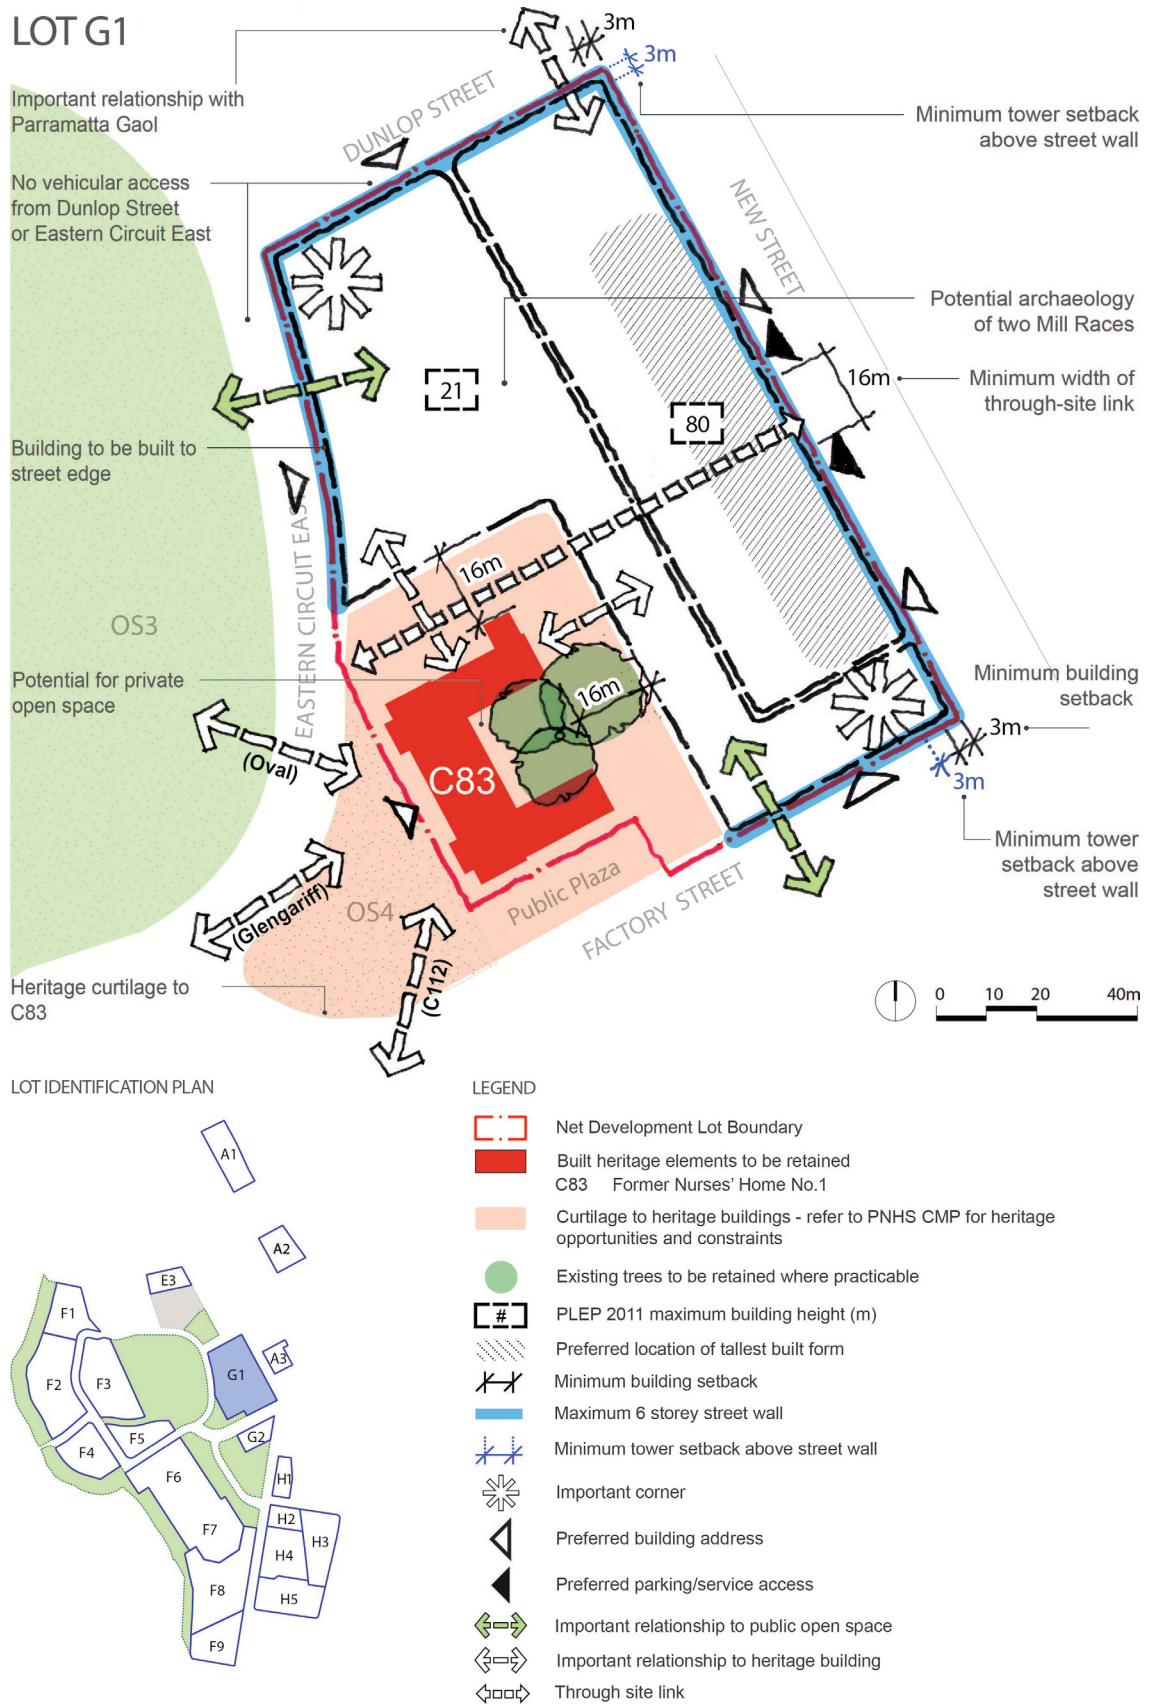 LOT G1
3m
3m
Important relationship with
Parramatta Gaol
DUNLOP STREET
Minimum tower setback
above street wall
No vehicular access
from Dunlop Street
or Eastern Circuit East
NEW STREET
Potential archaeology
of two Mill Races
21
16m
Minimum width of
through-site link
80
Building to be built to
street edge
EASTERN CIRCUIT EAS
16m
OS3
Potential for private
open space
16m
Minimum building
setback
3m
(Oval)
C83
3m
Minimum tower
setback above
street wall
Public Plaza
FACTORY STREET
OS4
(Glengariff)
(C112)
Heritage curtilage to
C83
0 10 20 40m
LOT IDENTIFICATION PLAN
A1
A2
E3
F1
A3
G1
F2
F3
F5
G2
F4
F6
H1
H2
F7
H3
H4
F8
H5
F9
LEGEND
Net Development Lot Boundary
Built heritage elements to be retained
C83 Former Nurses' Home No.1
Curtilage to heritage buildings - refer to PNHS CMP for heritage
opportunities and constraints
Existing trees to be retained where practicable
# PLEP 2011 maximum building height (m)
Preferred location of tallest built form
Minimum building setback
Maximum 6 storey street wall
Minimum tower setback above street wall
Important corner
Preferred building address
Preferred parking/service access
Important relationship to public open space
Important relationship to heritage building
Through site link